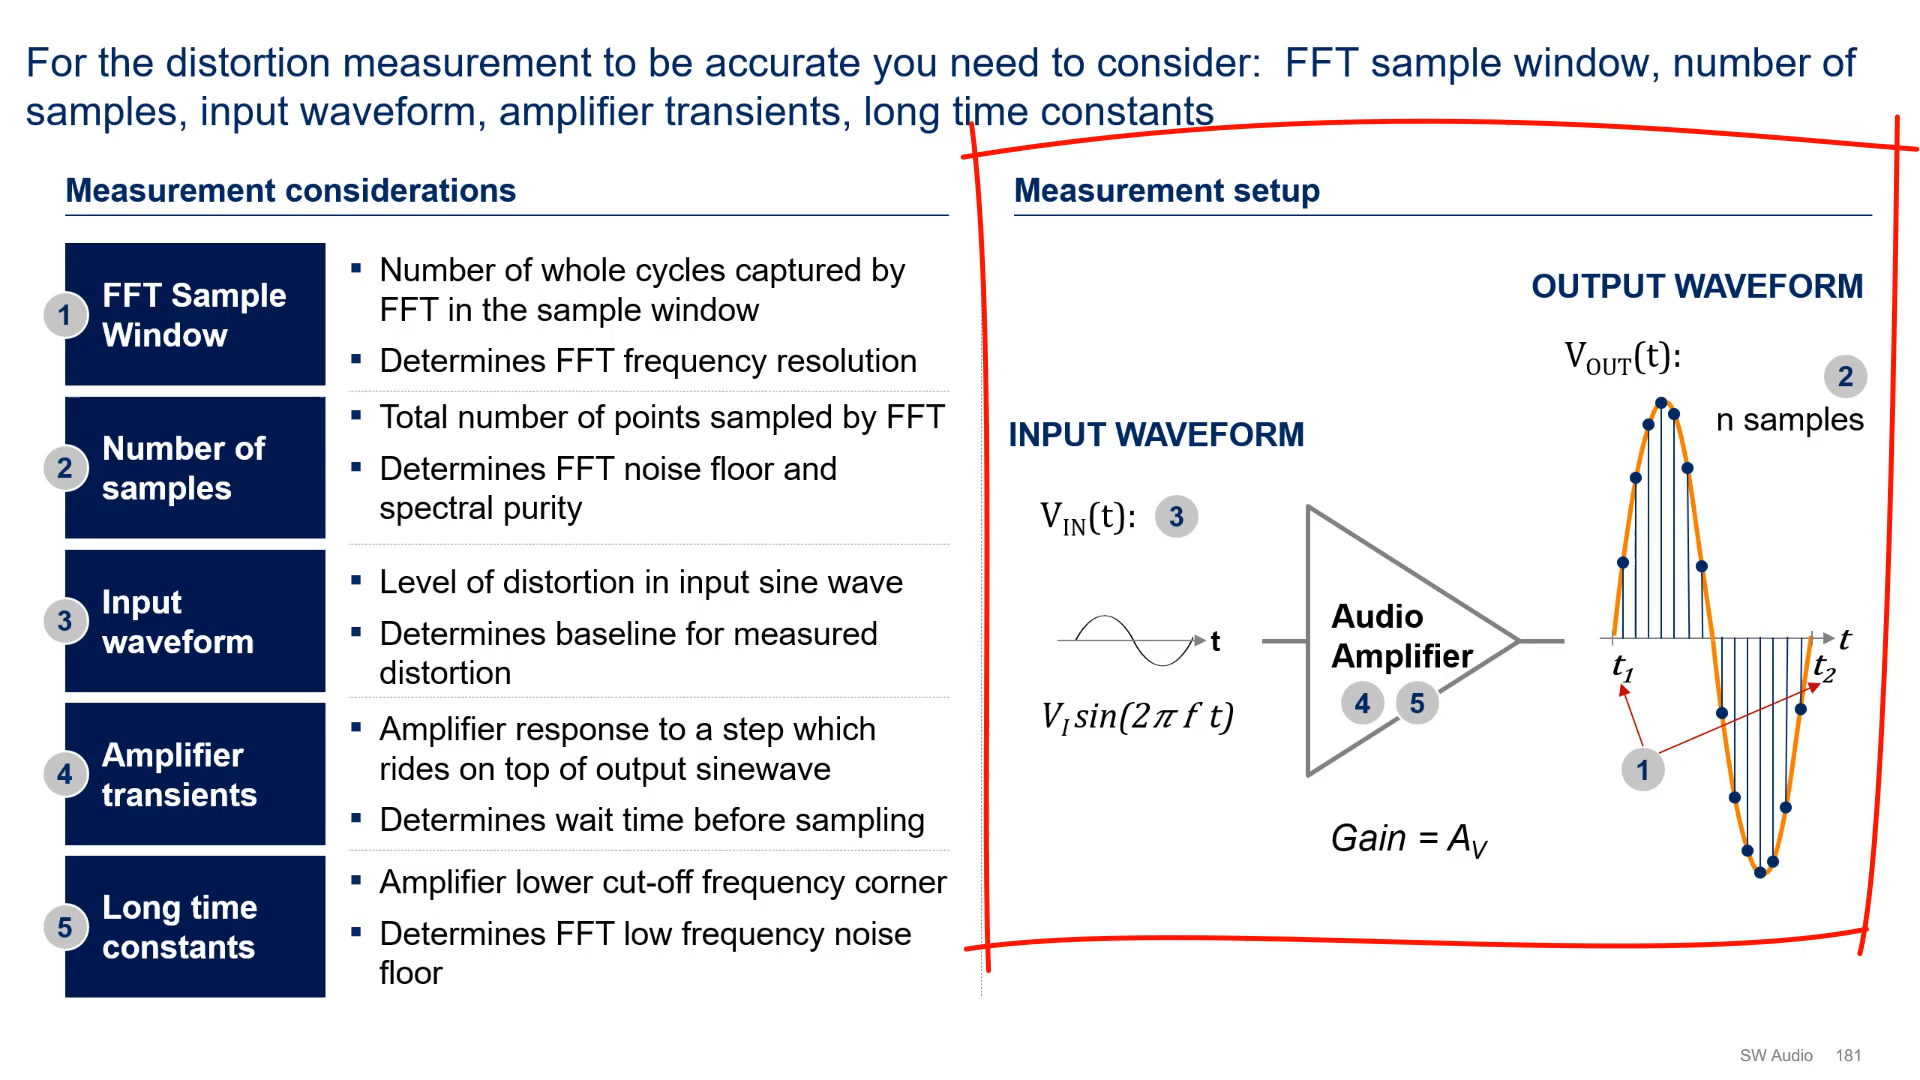 For the distortion measurement to be accurate you need to consider:  FFT sample window, number of
samples, input waveform, amplifier transients, long time constants
Measurement considerations
1
FFT Sample
Window
▪ Number of whole cycles captured by
FFT in the sample window
▪ Determines FFT frequency resolution
2
Number of
samples
▪ Total number of points sampled by FFT
▪ Determines FFT noise floor and
spectral purity
3
Input
waveform
▪ Level of distortion in input sine wave
▪ Determines baseline for measured
distortion
4
Amplifier
transients
▪ Amplifier response to a step which
rides on top of output sinewave
▪ Determines wait time before sampling
5
Long time
constants
▪ Amplifier lower cut-off frequency corner
▪ Determines FFT low frequency noise
floor
Measurement setup
OUTPUT WAVEFORM
V_OUT(t):
2
n samples
INPUT WAVEFORM
V_IN(t): 3
t
V_I sin(2π f t)
Audio
Amplifier
4 5
Gain = A_V
t
t_1 t_2
1
SW Audio 181